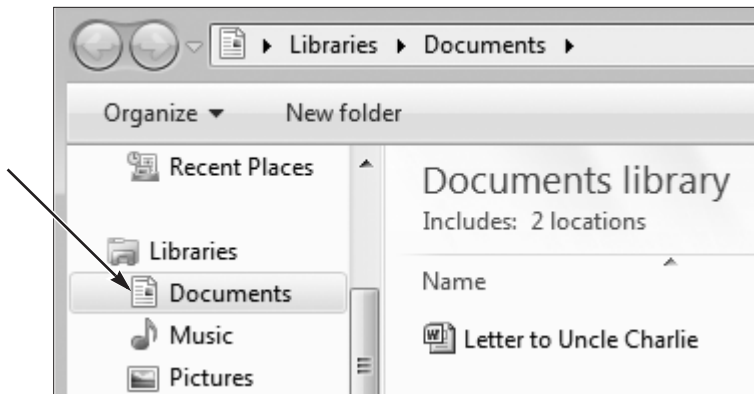 Libraries Documents
Organize New folder
Recent Places
Libraries
Documents
Music
Pictures
Documents library
Includes: 2 locations
Name
Letter to Uncle Charlie